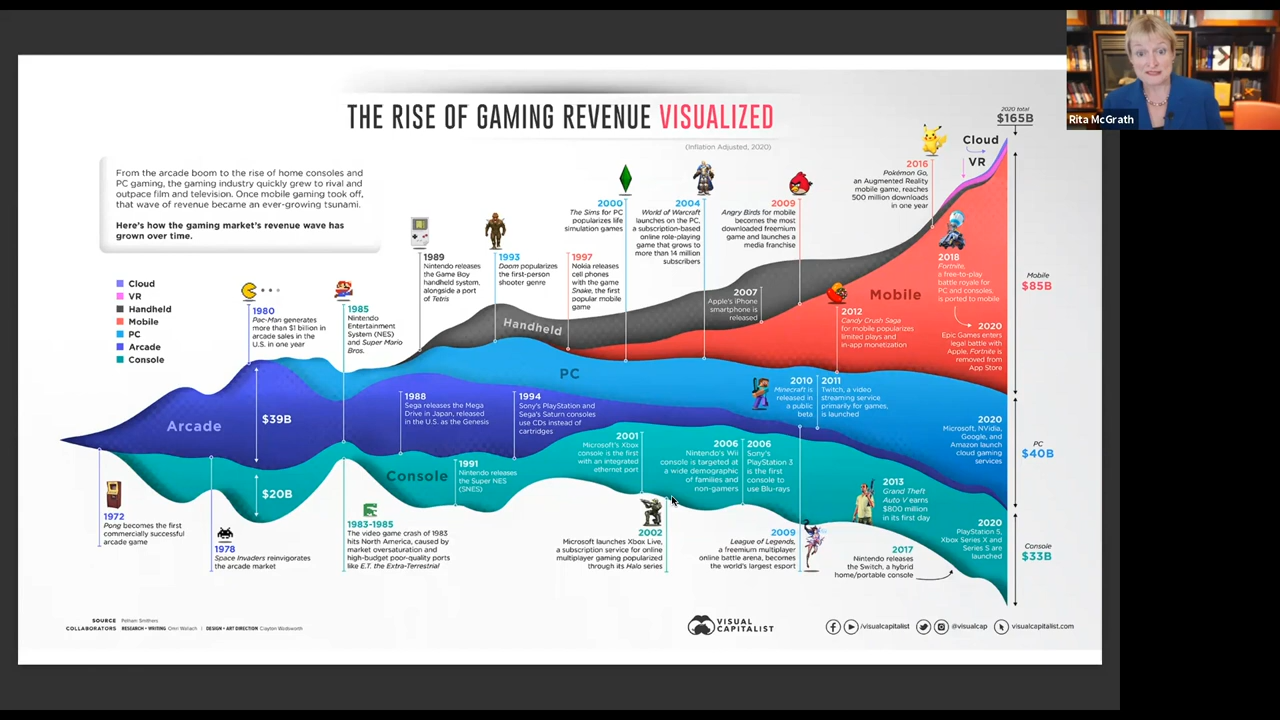 Rita McGrath
THE RISE OF GAMING REVENUE VISUALIZED
(Inflation Adjusted, 2020)
From the arcade boom to the rise of home consoles and
PC gaming, the gaming industry quickly grew to rival and
outpace film and television. Once mobile gaming took off,
that wave of revenue became an ever-growing tsunami.
Here's how the gaming market's revenue wave has
grown over time.
Cloud
VR
Handheld
Mobile
PC
Arcade
Console
1980
Pac-Man generates
more than $1 billion in
arcade sales in the
U.S. in one year
1985
Nintendo
Entertainment
System (NES)
and Super Mario
Bros.
1989
Nintendo releases
the Game Boy
handheld system,
alongside a port
of Tetris
1993
Doom popularizes
the first-person
shooter genre
1997
Nokia releases
cell phones
with the game
Snake, the first
popular mobile
game
2000
The Sims for PC
popularizes life
simulation games
2004
World of Warcraft
launches on the PC,
a subscription-based
online role-playing
game that grows to
more than 14 million
subscribers
2009
Angry Birds for mobile
becomes the most
downloaded freemium
game and launches a
media franchise
2016
Pokémon Go,
an Augmented Reality
mobile game, reaches
500 million downloads
in one year
2020 total
$165B
Cloud
VR
2007
Apple's iPhone
smartphone is
released
Mobile
2012
Candy Crush Saga
for mobile popularizes
limited plays and
in-app monetization
2018
Fortnite,
a free-to-play
battle royale for
PC and consoles,
is ported to mobile
2020
Epic Games enters
legal battle with
Apple, Fortnite is
removed from
App Store
Mobile
$85B
Handheld
PC
Arcade
$39B
1988
Sega releases the Mega
Drive in Japan, released
in the U.S. as the Genesis
1994
Sony's PlayStation and
Sega's Saturn consoles
use CDs instead of
cartridges
2010
Minecraft is
released in
a public
beta
2011
Twitch, a video
streaming service
primarily for games,
is launched
2020
Microsoft, NVidia,
Google, and
Amazon launch
cloud gaming
services
PC
$40B
Console
$20B
1991
Nintendo releases
the Super NES
(SNES)
2001
Microsoft's Xbox
console is the first
with an integrated
ethernet port
2006
Nintendo's Wii
console is targeted at
a wide demographic
of families and
non-gamers
2006
Sony's
PlayStation 3
is the first
console to
use Blu-rays
2013
Grand Theft
Auto V earns
$800 million
in its first day
2020
PlayStation 5,
Xbox Series X and
Series S are
launched
Console
$33B
1972
Pong becomes the first
commercially successful
arcade game
1978
Space Invaders reinvigorates
the arcade market
1983-1985
The video game crash of 1983
hits North America, caused by
market oversaturation and
high-budget poor-quality ports
like E.T. the Extra-Terrestrial
2002
Microsoft launches Xbox Live,
a subscription service for online
multiplayer gaming popularized
through its Halo series
2009
League of Legends,
a freemium multiplayer
online battle arena, becomes
the world's largest esport
2017
Nintendo releases
the Switch, a hybrid
home/portable console
SOURCE Pelham Smithers
COLLABORATORS RESEARCH + WRITING Omri Wallach | DESIGN + ART DIRECTION Clayton Wadsworth
VISUAL
CAPITALIST
/visualcapitalist @visualcap visualcapitalist.com